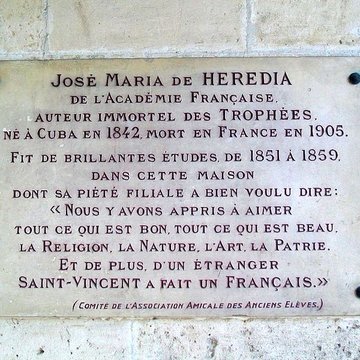 José Maria de HEREDIA
de l'Académie Française.
auteur immortel des Trophées.
né à Cuba en 1842, mort en France en 1905.
Fit de brillantes études, de 1851 à 1859.
dans cette maison
dont sa piété filiale a bien voulu dire:
« Nous y avons appris à aimer
tout ce qui est bon, tout ce qui est beau.
la Religion, la Nature, l'Art, la Patrie.
Et de plus, d'un étranger
Saint-Vincent a fait un Français.»
(Comité de l'Association Amicale des Anciens Elèves.)